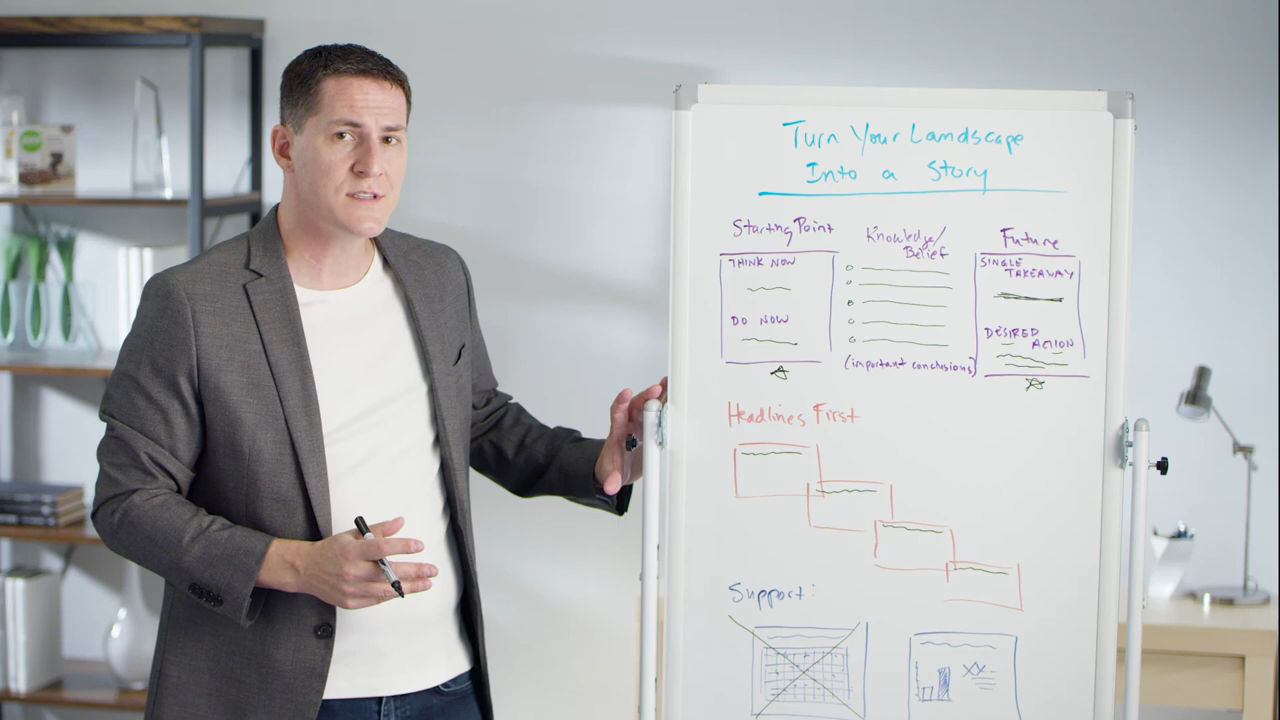 Turn Your Landscape
Into a Story
Starting Point
THINK NOW
DO NOW
Knowledge/
Belief
(important conclusions)
Future
SINGLE
TAKEAWAY
DESIRED
ACTION
Headlines First
Support: